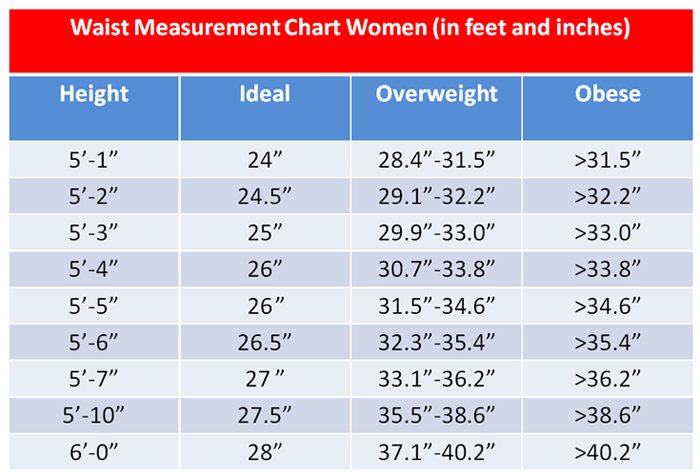 Waist Measurement Chart Women (in feet and inches)
Height Ideal Overweight Obese
5’-1” 24” 28.4”-31.5” >31.5”
5’-2” 24.5” 29.1”-32.2” >32.2”
5’-3” 25” 29.9”-33.0” >33.0”
5’-4” 26” 30.7”-33.8” >33.8”
5’-5” 26” 31.5”-34.6” >34.6”
5’-6” 26.5” 32.3”-35.4” >35.4”
5’-7” 27 ” 33.1”-36.2” >36.2”
5’-10” 27.5” 35.5”-38.6” >38.6”
6’-0” 28” 37.1”-40.2” >40.2”